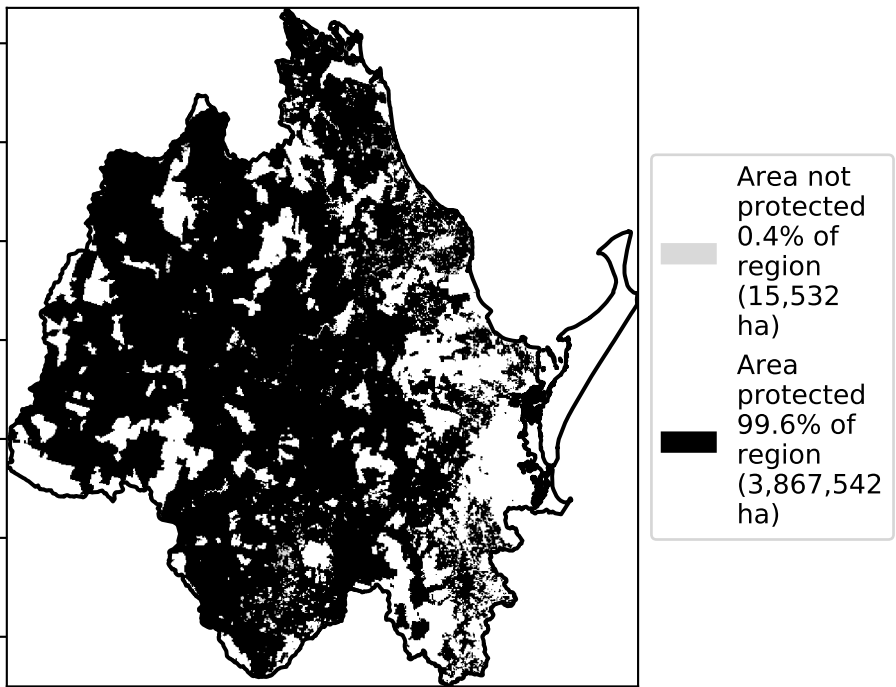 Area not
protected
0.4% of
region
(15,532
ha)
Area
protected
99.6% of
region
(3,867,542
ha)